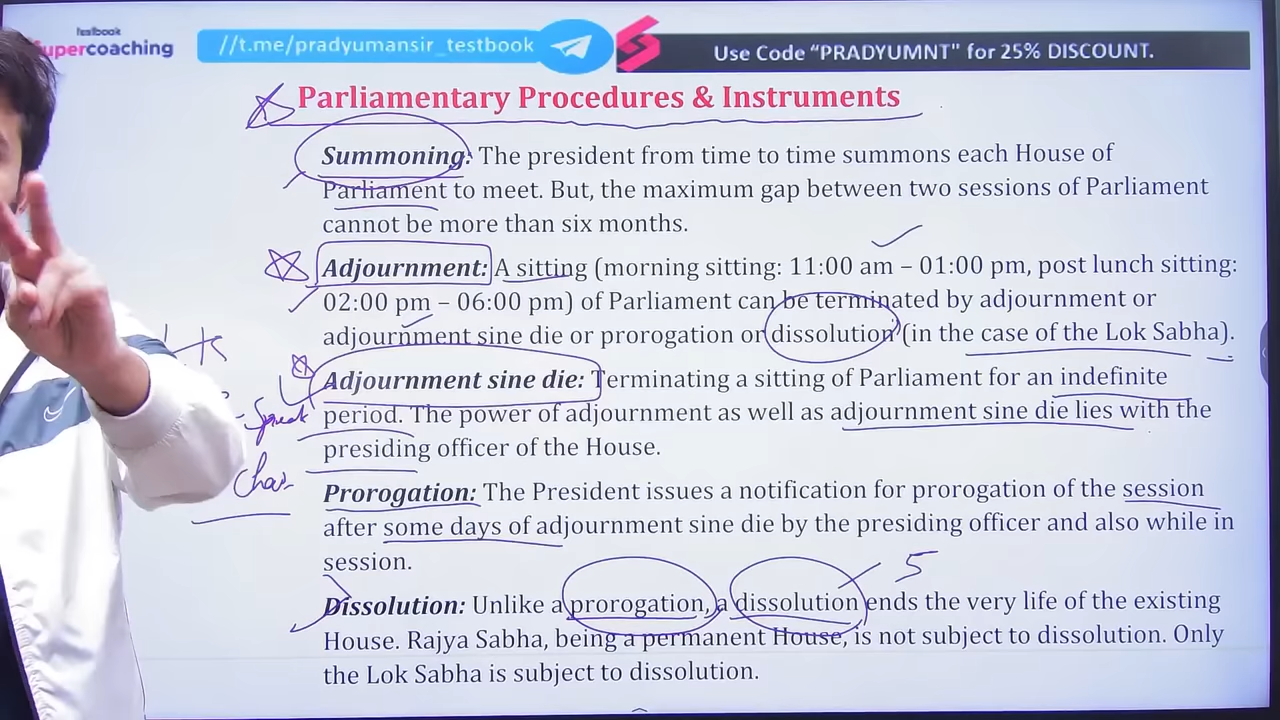 testbook
supercoaching
//t.me/pradyumansir_testbook
Use Code “PRADYUMNT" for 25% DISCOUNT.
Parliamentary Procedures & Instruments
Summoning: The president from time to time summons each House of
Parliament to meet. But, the maximum gap between two sessions of Parliament
cannot be more than six months.
Adjournment: A sitting (morning sitting: 11:00 am – 01:00 pm, post lunch sitting:
02:00 pm – 06:00 pm) of Parliament can be terminated by adjournment or
adjournment sine die or prorogation or dissolution (in the case of the Lok Sabha).
Adjournment sine die: Terminating a sitting of Parliament for an indefinite
period. The power of adjournment as well as adjournment sine die lies with the
presiding officer of the House.
Prorogation: The President issues a notification for prorogation of the session
after some days of adjournment sine die by the presiding officer and also while in
session.
5
Dissolution: Unlike a prorogation, a dissolution ends the very life of the existing
House. Rajya Sabha, being a permanent House, is not subject to dissolution. Only
the Lok Sabha is subject to dissolution.